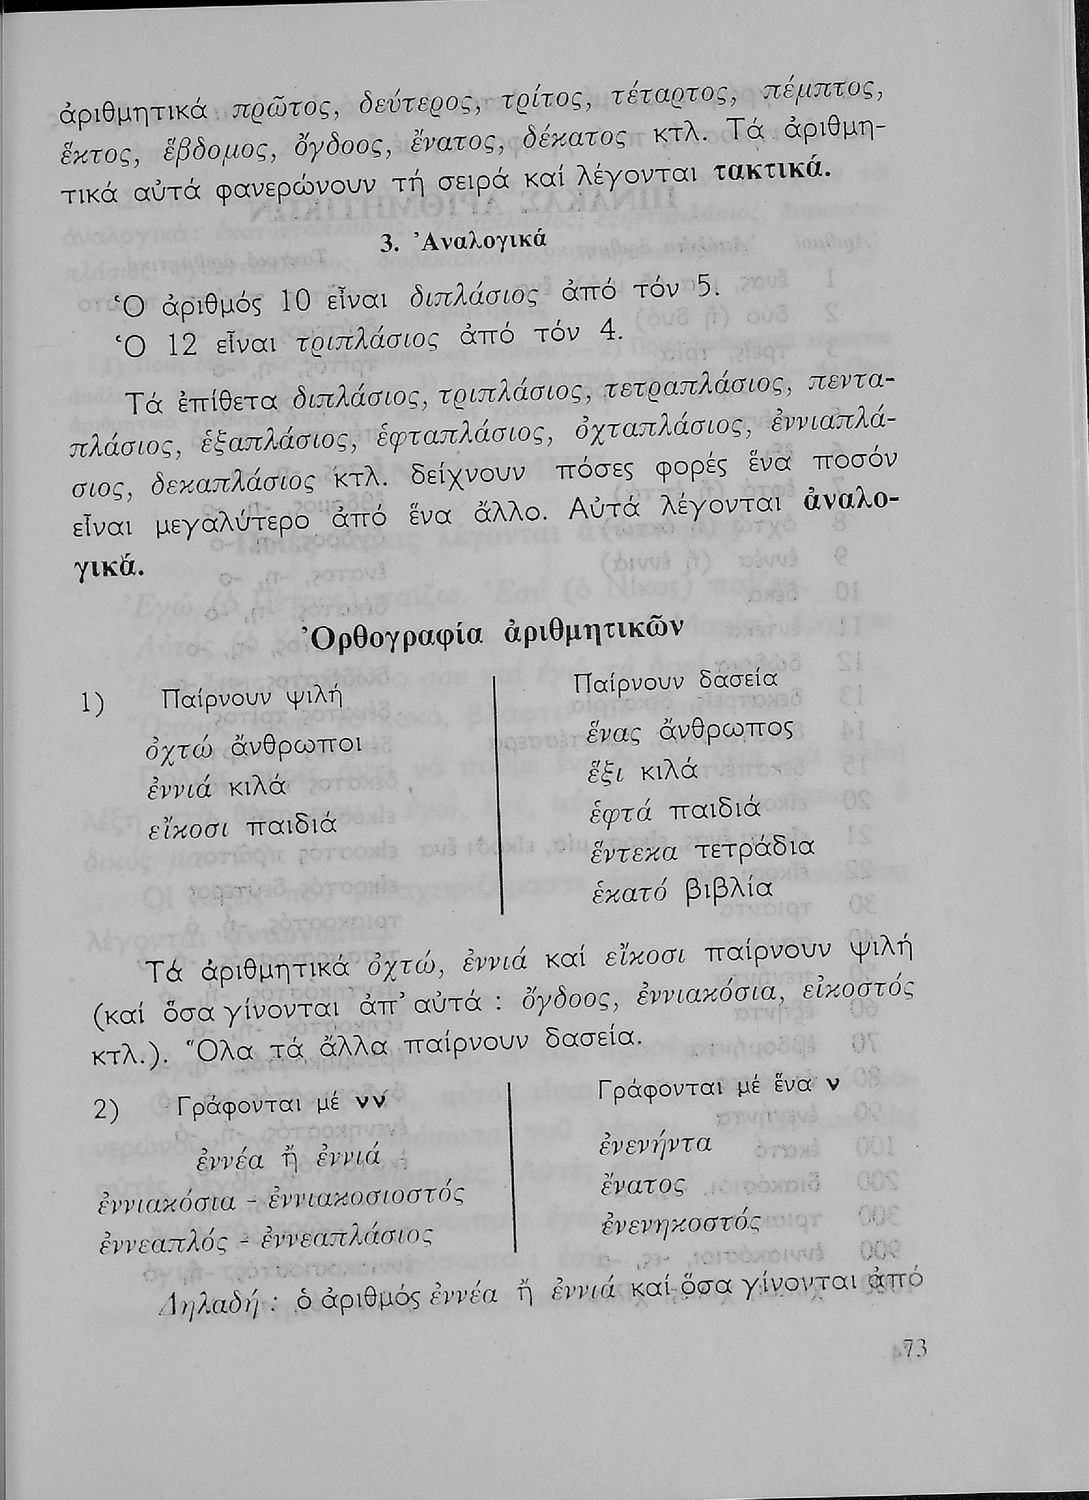 ἀριθμητικά πρῶτος, δεύτερος, τρίτος, τέταρτος, πέμπτος,
ἕκτος, ἕβδομος, ὄγδοος, ἔνατος, δέκατος κτλ. Τά ἀριθμη-
τικά αὐτά φανερώνουν τή σειρά καί λέγονται τακτικά.
3. Ἀναλογικά
Ὁ ἀριθμός 10 εἶναι διπλάσιος ἀπό τόν 5.
Ὁ 12 εἶναι τριπλάσιος ἀπό τόν 4.
Τά ἐπίθετα διπλάσιος, τριπλάσιος, τετραπλάσιος, πεντα-
πλάσιος, ἑξαπλάσιος, ἑφταπλάσιος, ὀχταπλάσιος, ἐννιαπλά-
σιος, δεκαπλάσιος κτλ. δείχνουν πόσες φορές ἕνα ποσόν
εἶναι μεγαλύτερο ἀπό ἕνα ἄλλο. Αὐτά λέγονται ἀναλο-
γικά.
Ὀρθογραφία ἀριθμητικῶν
1) Παίρνουν ψιλή
ὀχτώ ἄνθρωποι
ἐννιά κιλά
εἴκοσι παιδιά
Παίρνουν δασεία
ἕνας ἄνθρωπος
ἕξι κιλά
ἑφτά παιδιά
ἕντεκα τετράδια
ἑκατό βιβλία
Τά ἀριθμητικά ὀχτώ, ἐννιά καί εἴκοσι παίρνουν ψιλή
(καί ὅσα γίνονται ἀπ' αὐτά : ὄγδοος, ἐννιακόσια, εἰκοστός
κτλ.). Ὅλα τά ἄλλα παίρνουν δασεία.
2) Γράφονται μέ νν
ἐννέα ἤ ἐννιά
ἐννιακόσια - ἐννιακοσιοστός
ἐννεαπλός - ἐννεαπλάσιος
Γράφονται μέ ἕνα ν
ἐνενήντα
ἔνατος
ἐνενηκοστός
Δηλαδή : ὁ ἀριθμός ἐννέα ἤ ἐννιά καί ὅσα γίνονται ἀπό
73